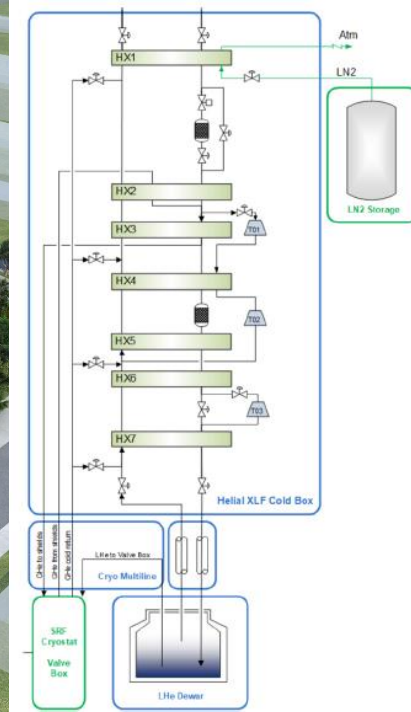 HX1
Atm
LN2
LN2 Storage
HX2
HX3
T01
HX4
T02
HX5
HX6
T03
HX7
Helial XLF Cold Box
GHe to shields
GHe from shields
GHe cold return
LHe to Valve Box
Cryo Multiline
SRF
Cryostat
Valve
Box
LHe Dewar